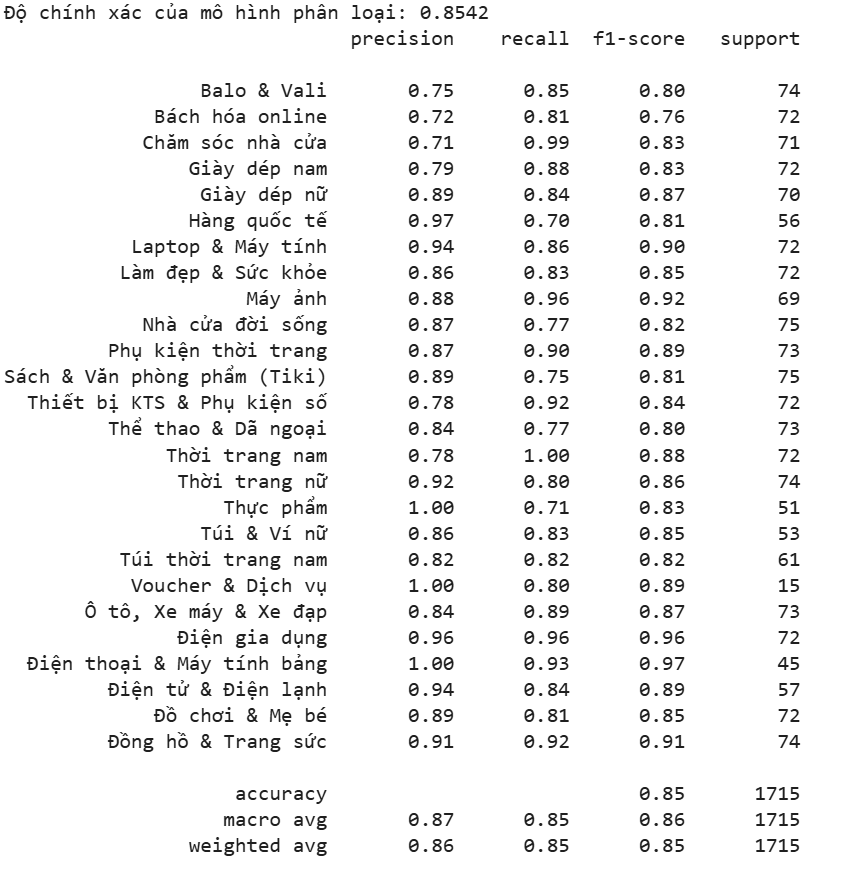 Độ chính xác của mô hình phân loại: 0.8542
precision recall f1-score support
Balo & Vali 0.75 0.85 0.80 74
Bách hóa online 0.72 0.81 0.76 72
Chăm sóc nhà cửa 0.71 0.99 0.83 71
Giày dép nam 0.79 0.88 0.83 72
Giày dép nữ 0.89 0.84 0.87 70
Hàng quốc tế 0.97 0.70 0.81 56
Laptop & Máy tính 0.94 0.86 0.90 72
Làm đẹp & Sức khỏe 0.86 0.83 0.85 72
Máy ảnh 0.88 0.96 0.92 69
Nhà cửa đời sống 0.87 0.77 0.82 75
Phụ kiện thời trang 0.87 0.90 0.89 73
Sách & Văn phòng phẩm (Tiki) 0.89 0.75 0.81 75
Thiết bị KTS & Phụ kiện số 0.78 0.92 0.84 72
Thể thao & Dã ngoại 0.84 0.77 0.80 73
Thời trang nam 0.78 1.00 0.88 72
Thời trang nữ 0.92 0.80 0.86 74
Thực phẩm 1.00 0.71 0.83 51
Túi & Ví nữ 0.86 0.83 0.85 53
Túi thời trang nam 0.82 0.82 0.82 61
Voucher & Dịch vụ 1.00 0.80 0.89 15
Ô tô, Xe máy & Xe đạp 0.84 0.89 0.87 73
Điện gia dụng 0.96 0.96 0.96 72
Điện thoại & Máy tính bảng 1.00 0.93 0.97 45
Điện tử & Điện lạnh 0.94 0.84 0.89 57
Đồ chơi & Mẹ bé 0.89 0.81 0.85 72
Đồng hồ & Trang sức 0.91 0.92 0.91 74
accuracy 0.85 1715
macro avg 0.87 0.85 0.86 1715
weighted avg 0.86 0.85 0.85 1715